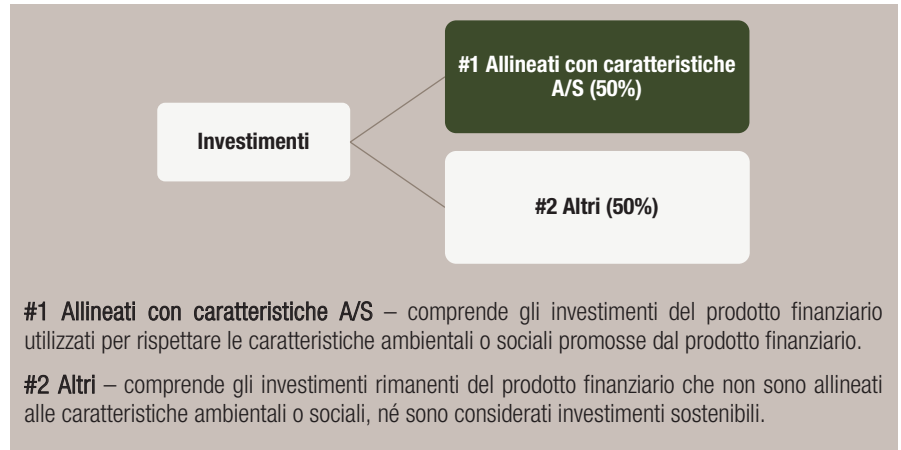 #1 Allineati con caratteristiche
A/S (50%)
Investimenti
#2 Altri (50%)
#1 Allineati con caratteristiche A/S – comprende gli investimenti del prodotto finanziario
utilizzati per rispettare le caratteristiche ambientali o sociali promosse dal prodotto finanziario.
#2 Altri – comprende gli investimenti rimanenti del prodotto finanziario che non sono allineati
alle caratteristiche ambientali o sociali, né sono considerati investimenti sostenibili.